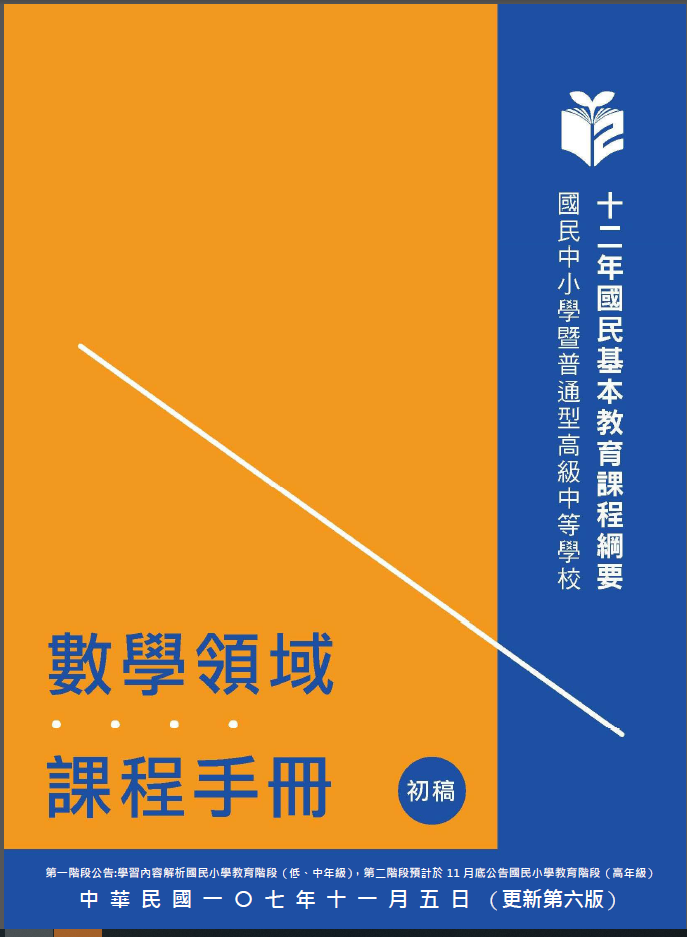 十二年國民基本教育課程綱要
國民中小學暨普通型高級中等學校
數學領域
課程手冊
初稿
第一階段公告:學習內容解析國民小學教育階段（低、中年級），第二階段預計於 11 月底公告國民小學教育階段（高年級）
中華民國一〇七年十一月五日（更新第六版）